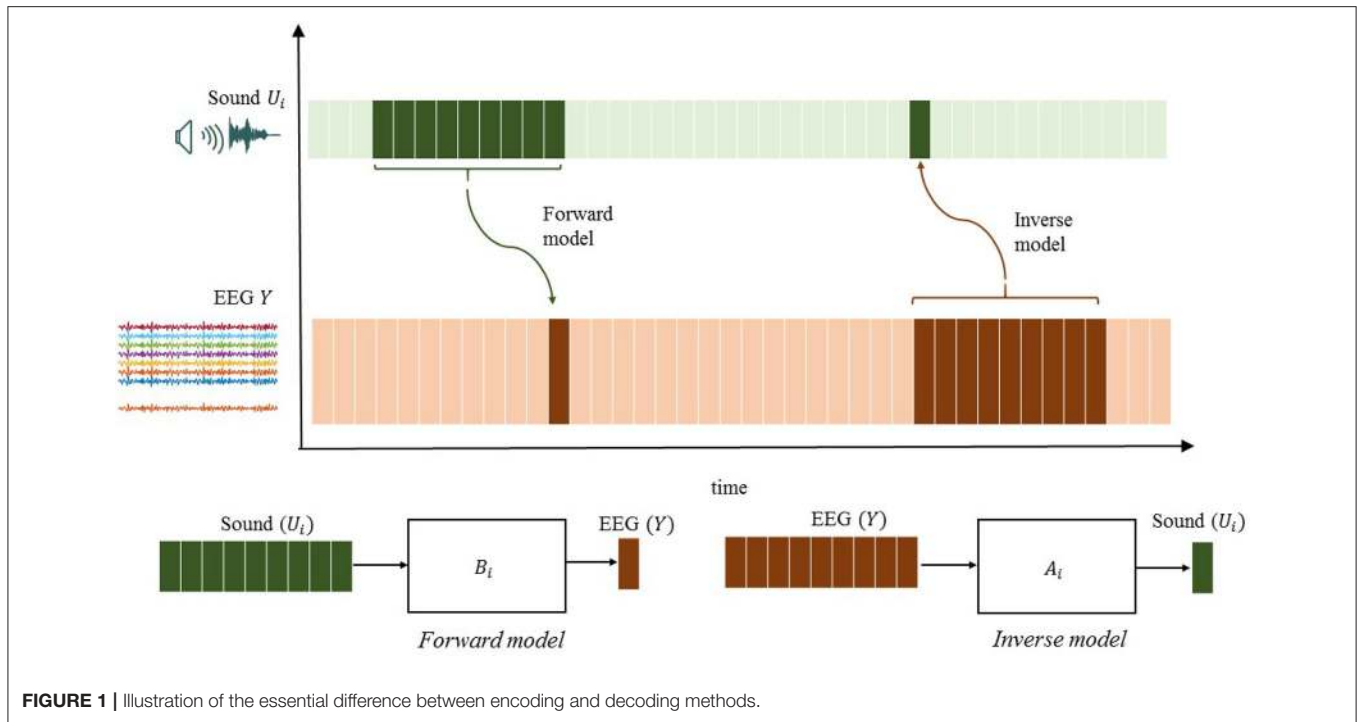 Sound U_i
Forward
model
Inverse
model
EEG Y
time
Sound (U_i)
EEG (Y)
EEG (Y)
Sound (U_i)
B_i
A_i
Forward model
Inverse model
FIGURE 1 | Illustration of the essential difference between encoding and decoding methods.